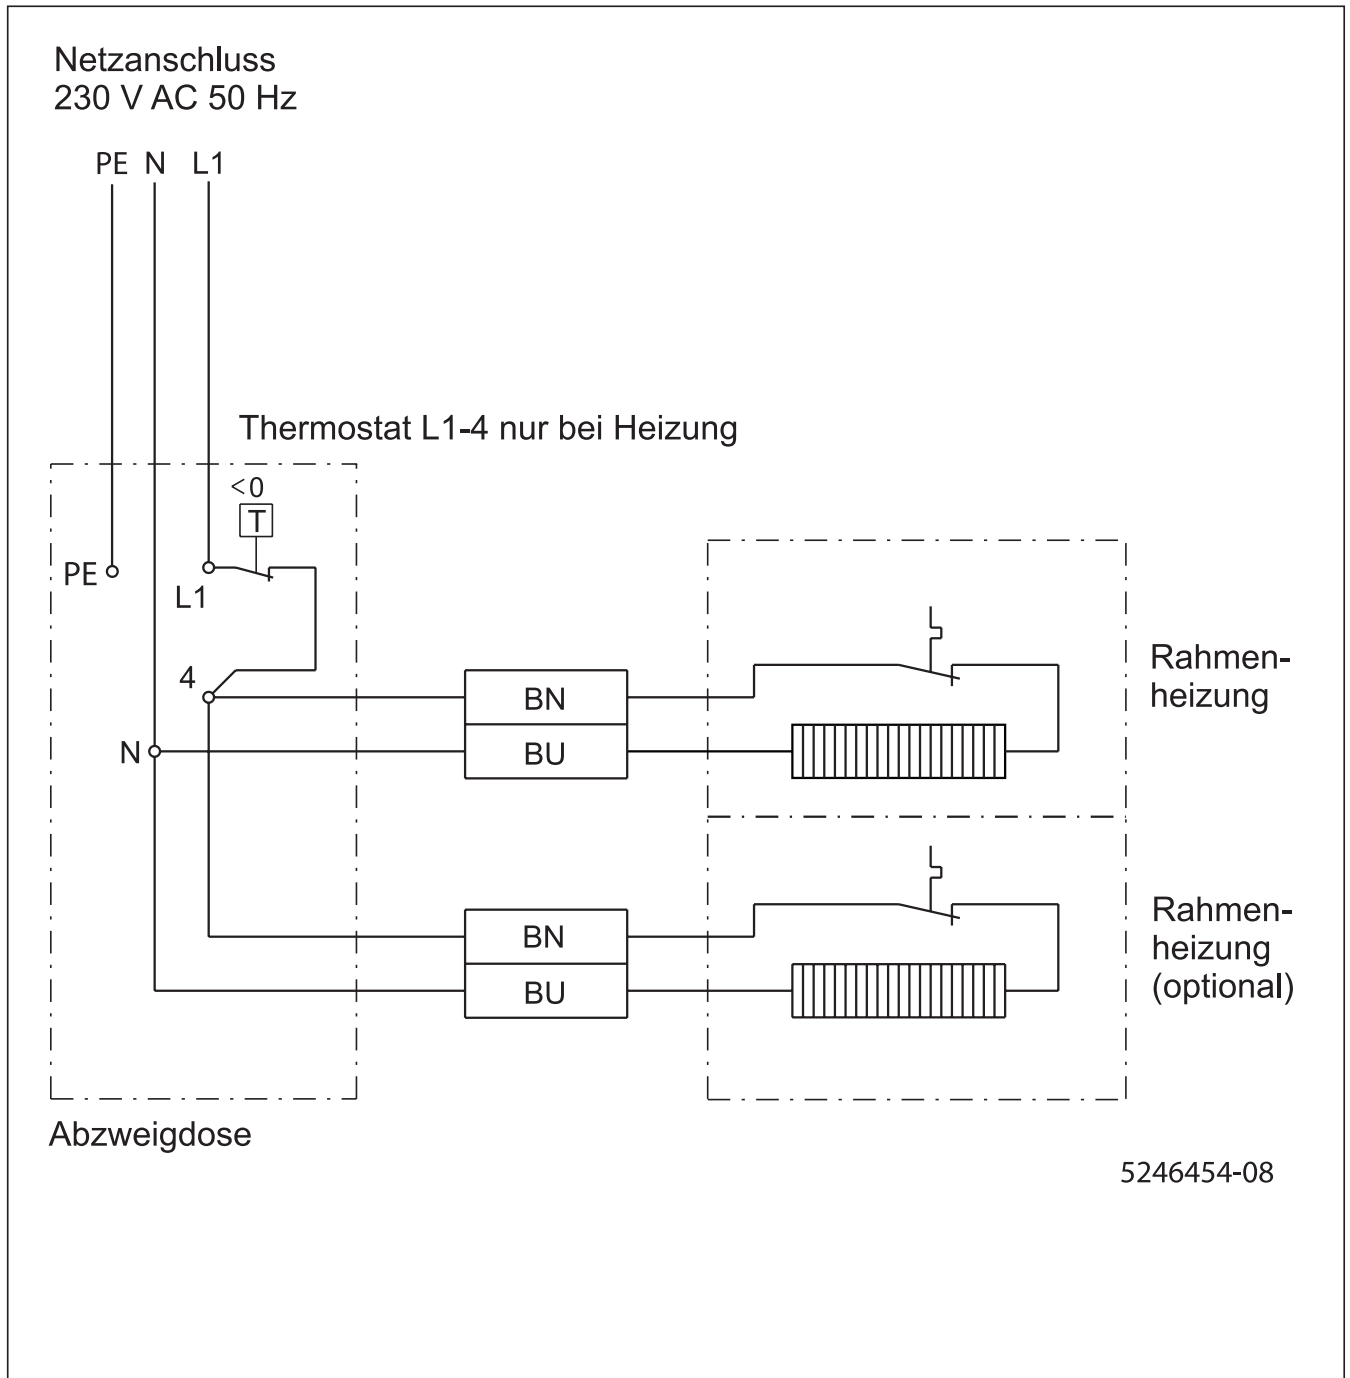 Netzanschluss
230 V AC 50 Hz
PE N L1
Thermostat L1-4 nur bei Heizung
<0
T
PE
L1
4
N
BN
BU
Rahmen-
heizung
BN
BU
Rahmen-
heizung
(optional)
Abzweigdose
5246454-08